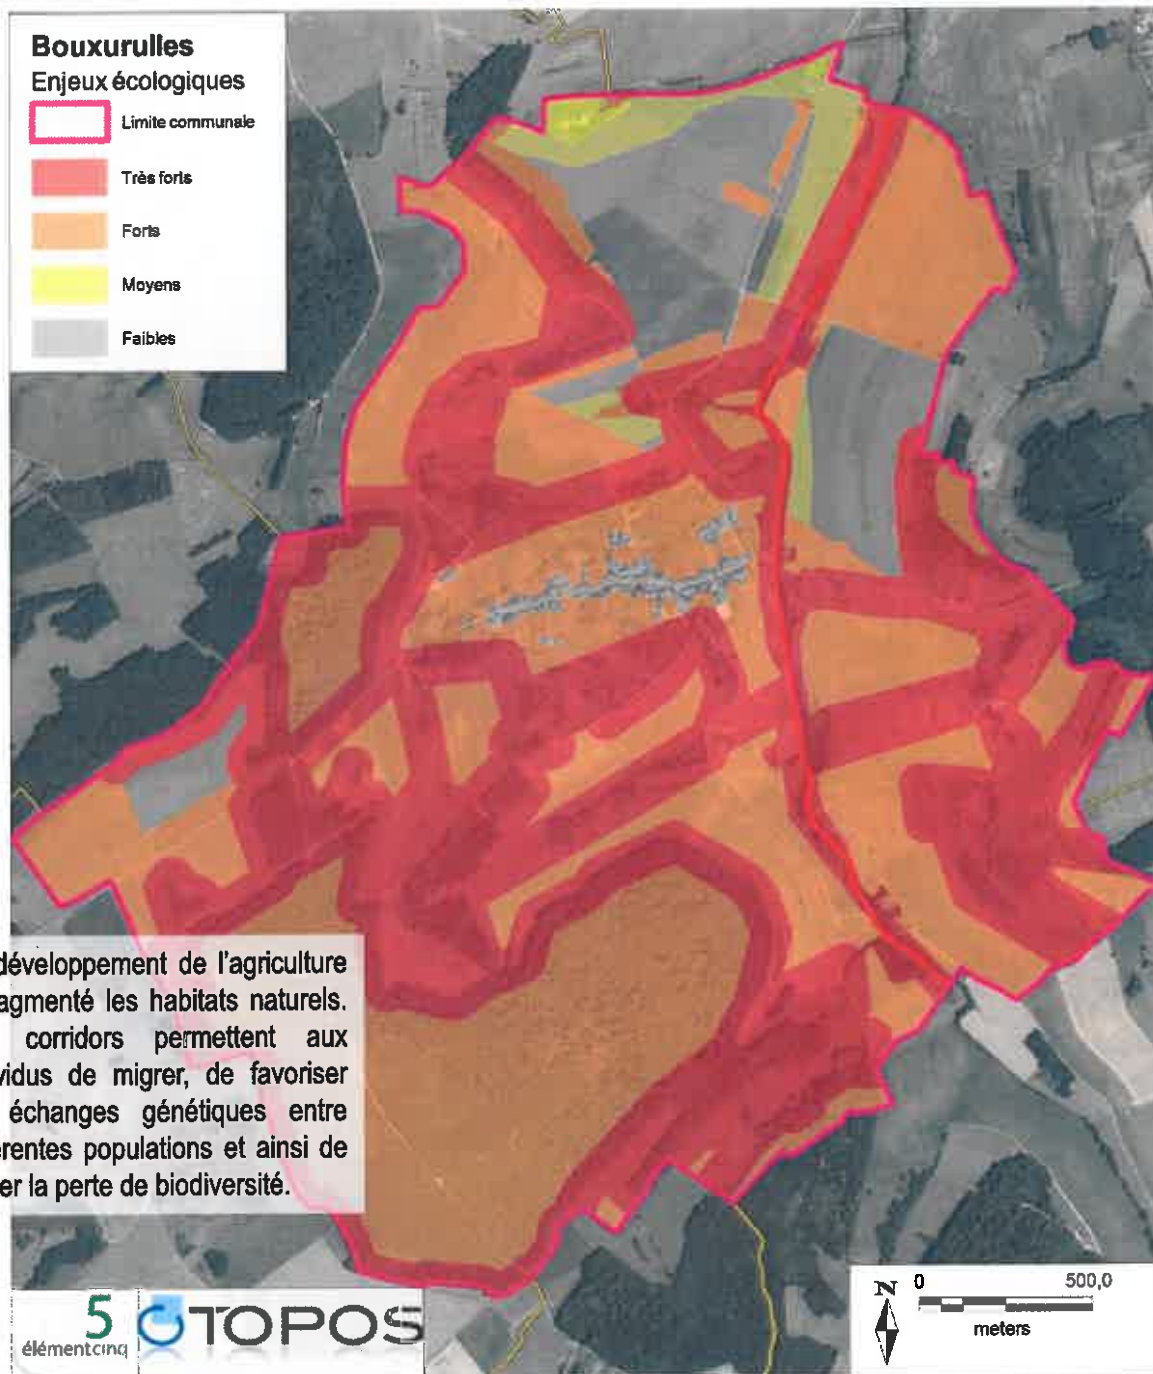 Bouxurulles
Enjeux écologiques
Limite communale
Très forts
Forts
Moyens
Faibles
développement de l'agriculture
agmenté les habitats naturels.
corridors permettent aux
vidus de migrer, de favoriser
échanges génétiques entre
érentes populations et ainsi de
er la perte de biodiversité.
5
élémentcinq
TOPOS
N
0 500,0
meters